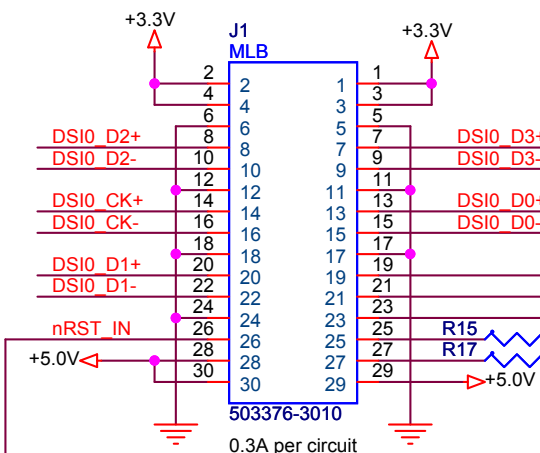 +3.3V J1 +3.3V
MLB
2 2 1 1
4 4 3 3
6 6 5 5
DSI0_D2+ 8 8 7 7 DSI0_D3+
DSI0_D2- 10 10 9 9 DSI0_D3-
12 12 11 11
DSI0_CK+ 14 14 13 13 DSI0_D0+
DSI0_CK- 16 16 15 15 DSI0_D0-
18 18 17 17
DSI0_D1+ 20 20 19 19
DSI0_D1- 22 22 21 21
24 24 23 23
nRST_IN 26 26 25 25 R15
+5.0V 28 28 27 27 R17
30 30 29 29 +5.0V
503376-3010
0.3A per circuit